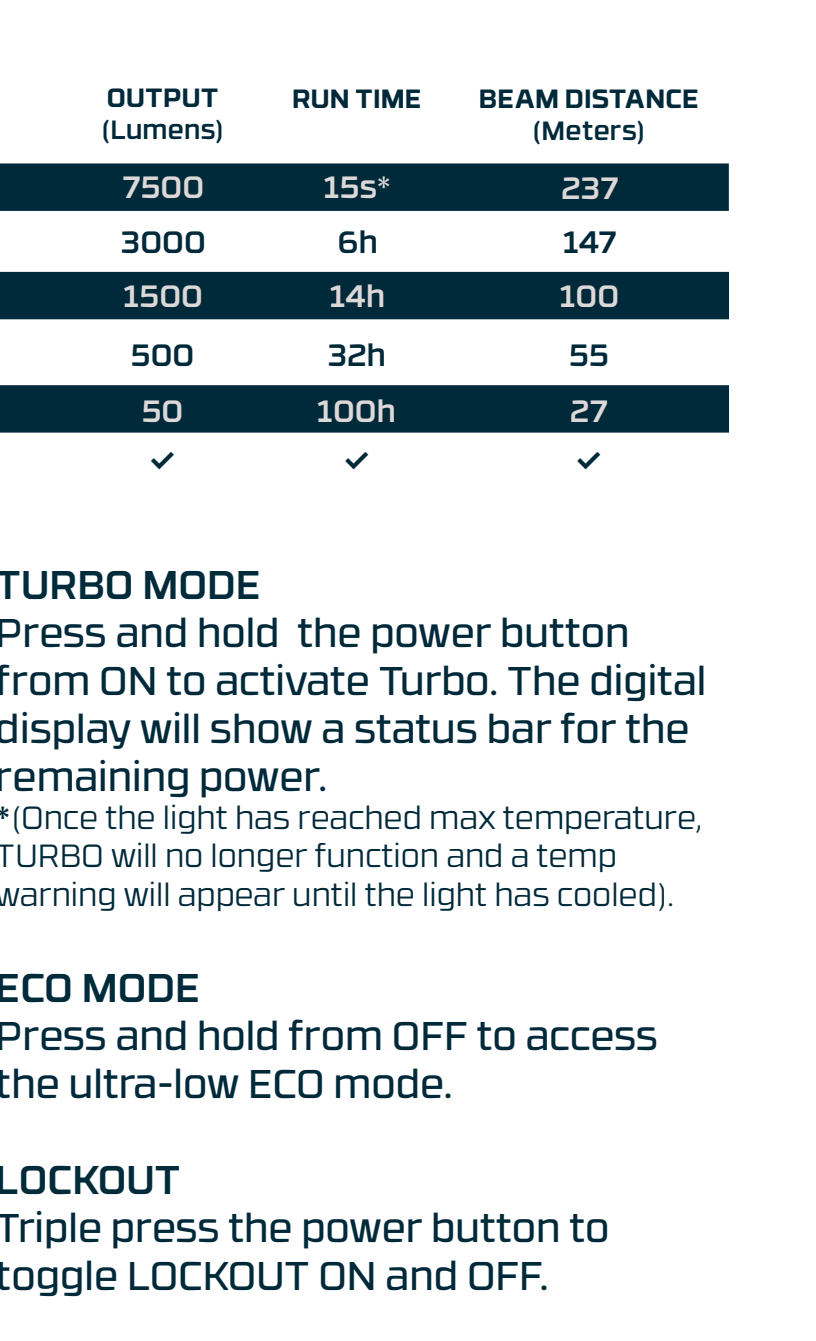 OUTPUT RUN TIME BEAM DISTANCE
(Lumens) (Meters)
7500 15s* 237
3000 6h 147
1500 14h 100
500 32h 55
50 100h 27
✓ ✓ ✓
TURBO MODE
Press and hold  the power button
from ON to activate Turbo. The digital
display will show a status bar for the
remaining power.
*(Once the light has reached max temperature,
TURBO will no longer function and a temp
warning will appear until the light has cooled).
ECO MODE
Press and hold from OFF to access
the ultra-low ECO mode.
LOCKOUT
Triple press the power button to
toggle LOCKOUT ON and OFF.